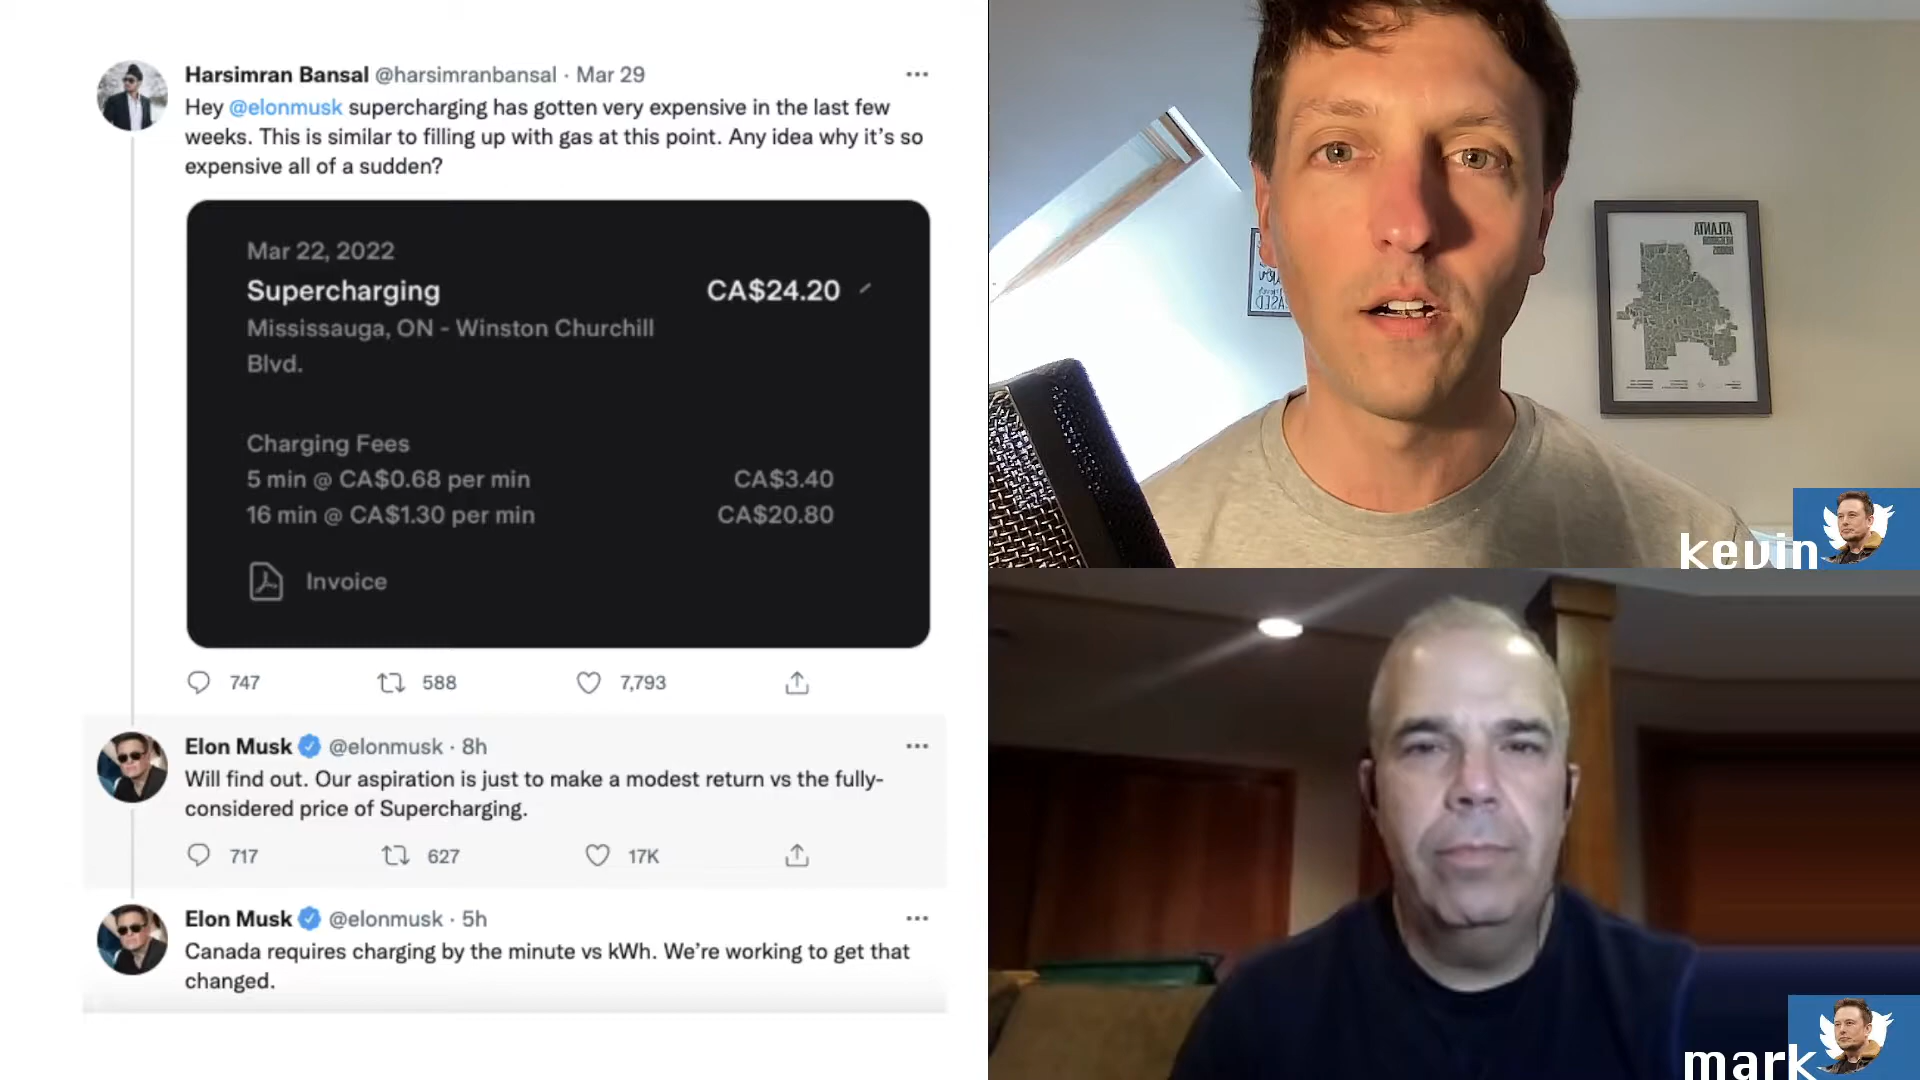 Harsimran Bansal @harsimranbansal · Mar 29
Hey @elonmusk supercharging has gotten very expensive in the last few
weeks. This is similar to filling up with gas at this point. Any idea why it's so
expensive all of a sudden?
Mar 22, 2022
Supercharging CA$24.20
Mississauga, ON - Winston Churchill
Blvd.
Charging Fees
5 min @ CA$0.68 per min CA$3.40
16 min @ CA$1.30 per min CA$20.80
Invoice
747 588 7,793
Elon Musk @elonmusk · 8h
Will find out. Our aspiration is just to make a modest return vs the fully-
considered price of Supercharging.
717 627 17K
Elon Musk @elonmusk · 5h
Canada requires charging by the minute vs kWh. We're working to get that
changed.
ATLANTA
kevin
mark